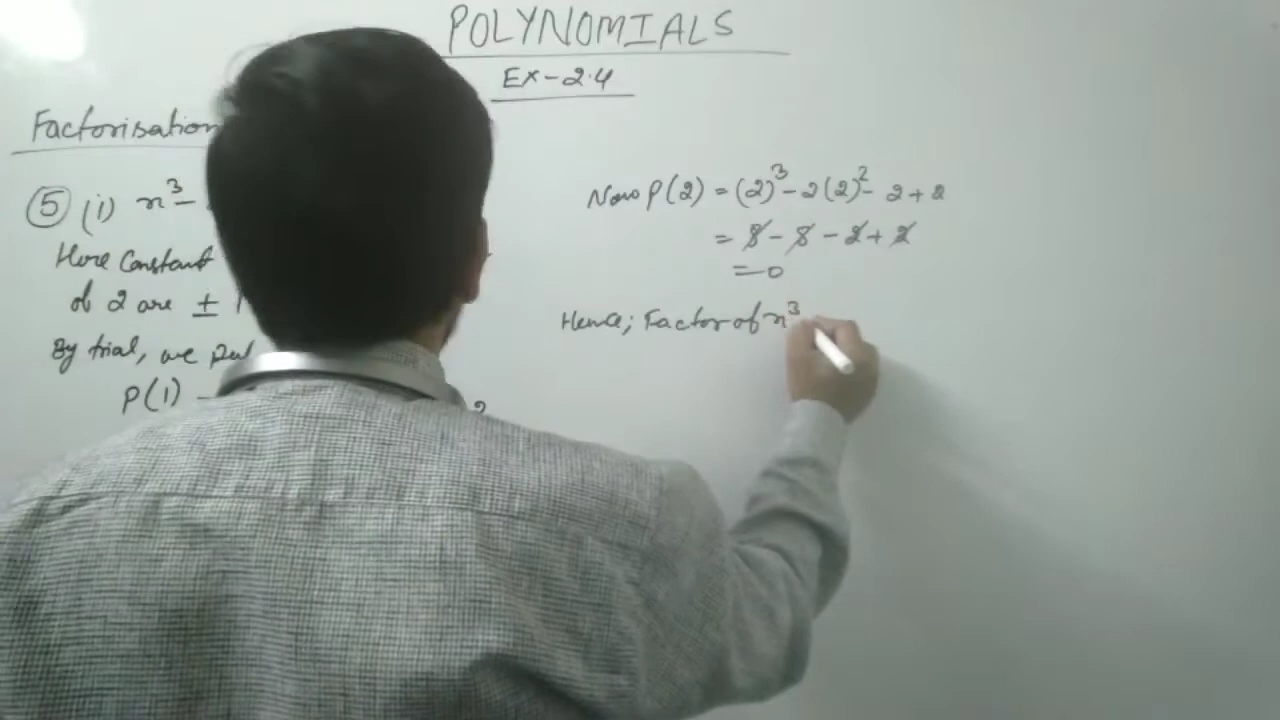 POLYNOMIALS
Ex-2.4
Factorisation
5 (i) x³-
Here Constant
of 2 are ±
By trial, we put
P(1)
2
Now P(2) = (2)³ - 2(2)² - 2 + 2
= 8 - 8 - 2 + 2
= 0
Hence; Factor of x³